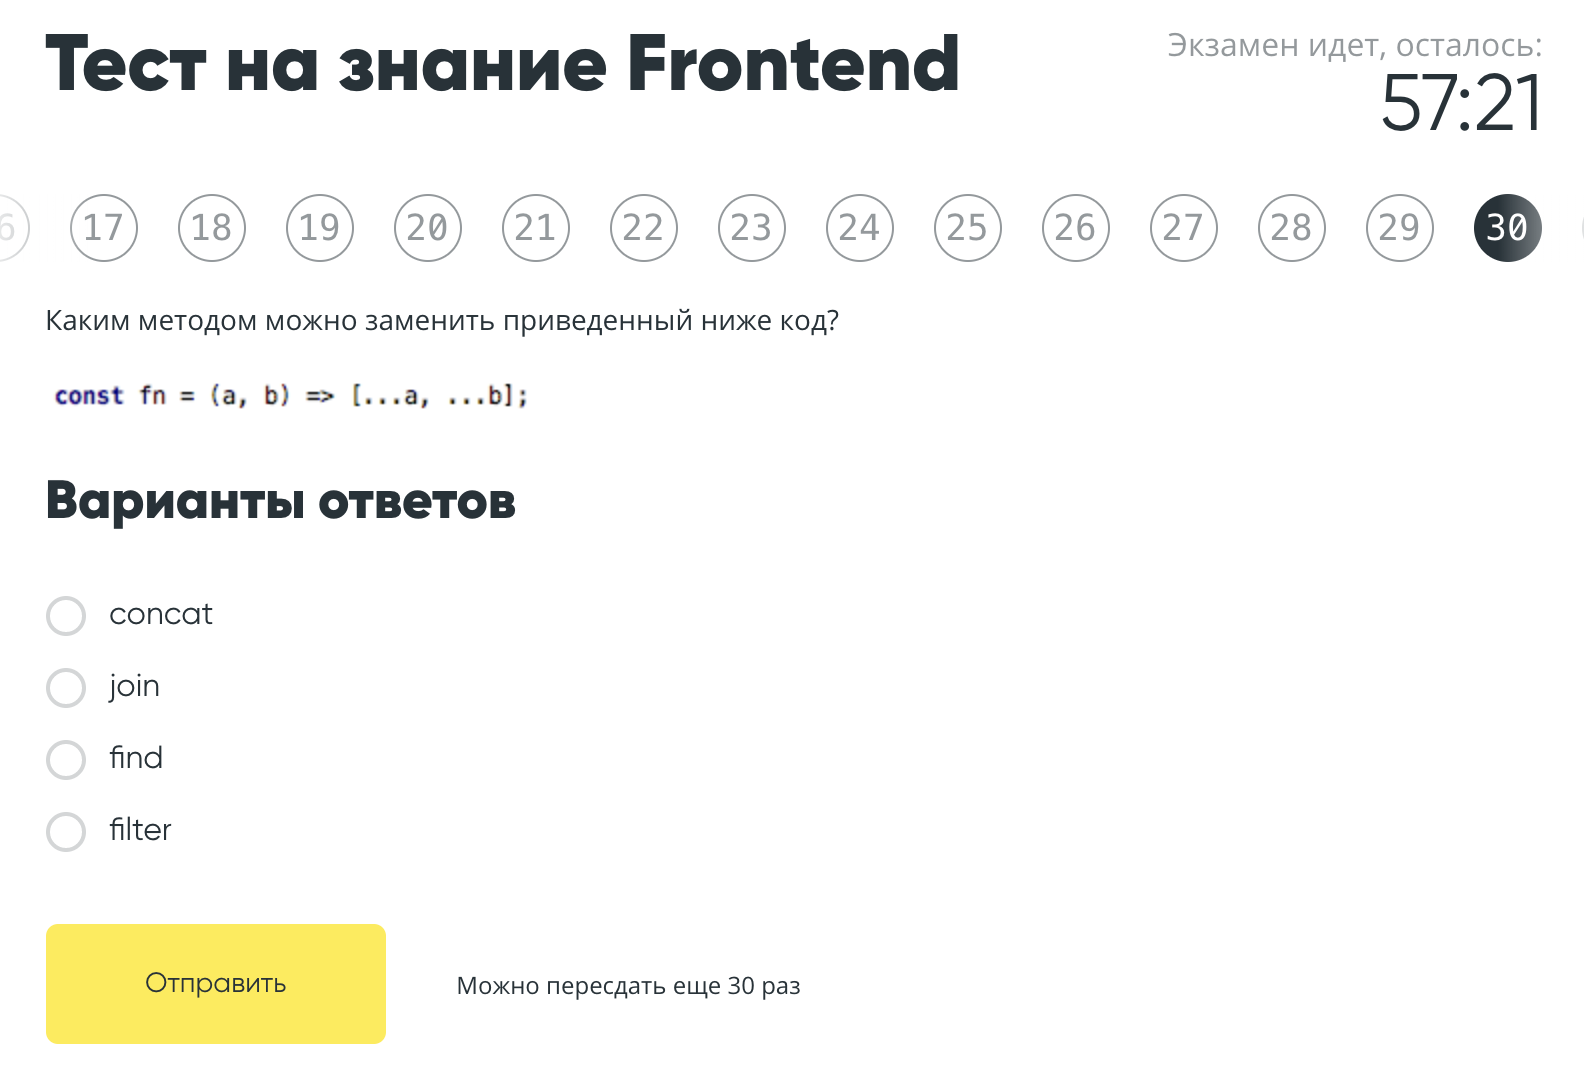 Тест на знание Frontend
Экзамен идет, осталось:
57:21
6 17 18 19 20 21 22 23 24 25 26 27 28 29 30
Каким методом можно заменить приведенный ниже код?
const fn = (a, b) => [...a, ...b];
Варианты ответов
concat
join
find
filter
Отправить
Можно пересдать еще 30 раз